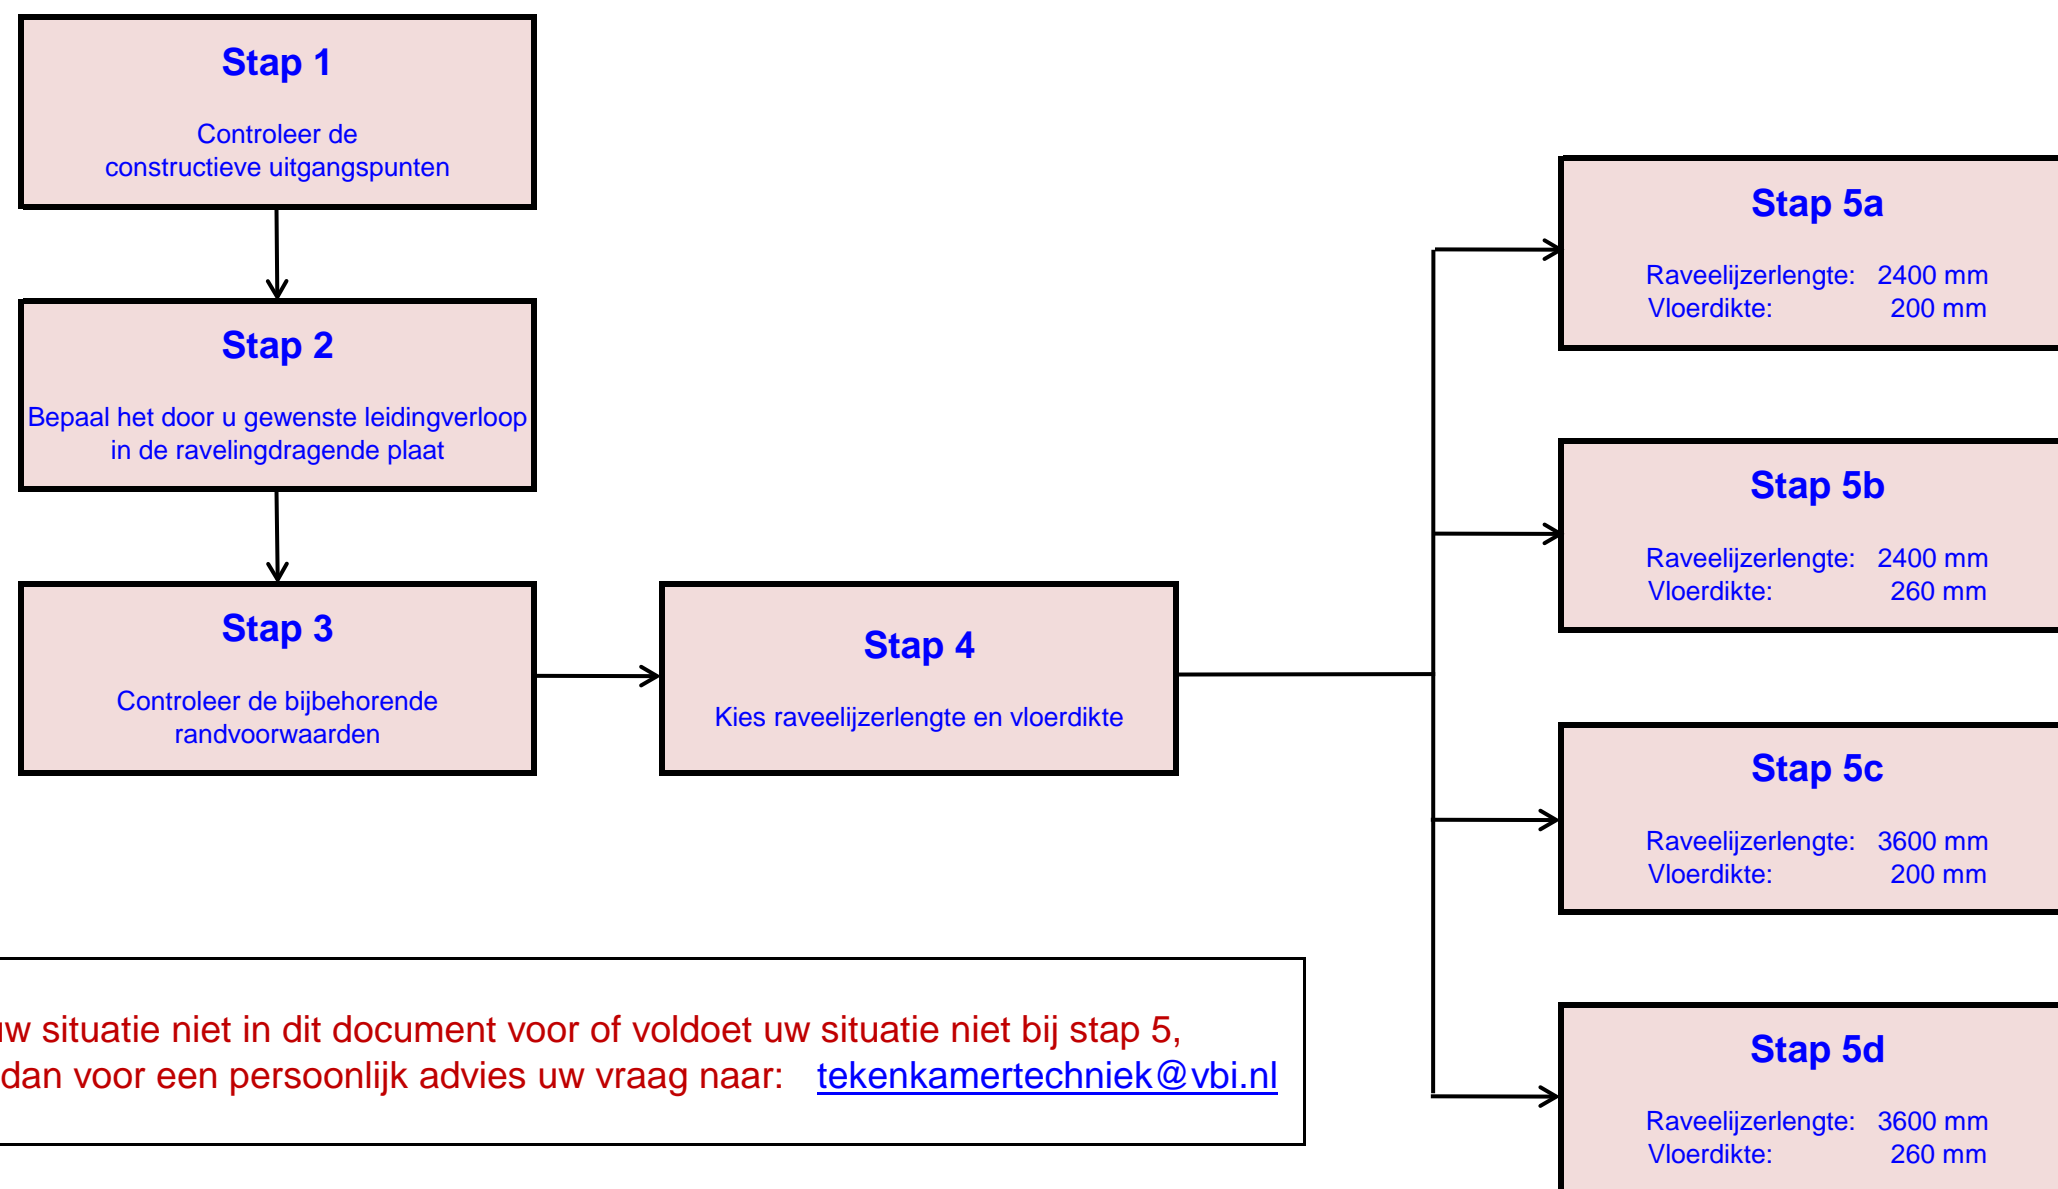 Stap 1
Controleer de
constructieve uitgangspunten
Stap 2
Bepaal het door u gewenste leidingverloop
in de ravelingdragende plaat
Stap 3
Controleer de bijbehorende
randvoorwaarden
Stap 4
Kies raveelijzerlengte en vloerdikte
Stap 5a
Raveelijzerlengte: 2400 mm
Vloerdikte: 200 mm
Stap 5b
Raveelijzerlengte: 2400 mm
Vloerdikte: 260 mm
Stap 5c
Raveelijzerlengte: 3600 mm
Vloerdikte: 200 mm
Stap 5d
Raveelijzerlengte: 3600 mm
Vloerdikte: 260 mm
uw situatie niet in dit document voor of voldoet uw situatie niet bij stap 5,
dan voor een persoonlijk advies uw vraag naar: tekenkamertechniek@vbi.nl